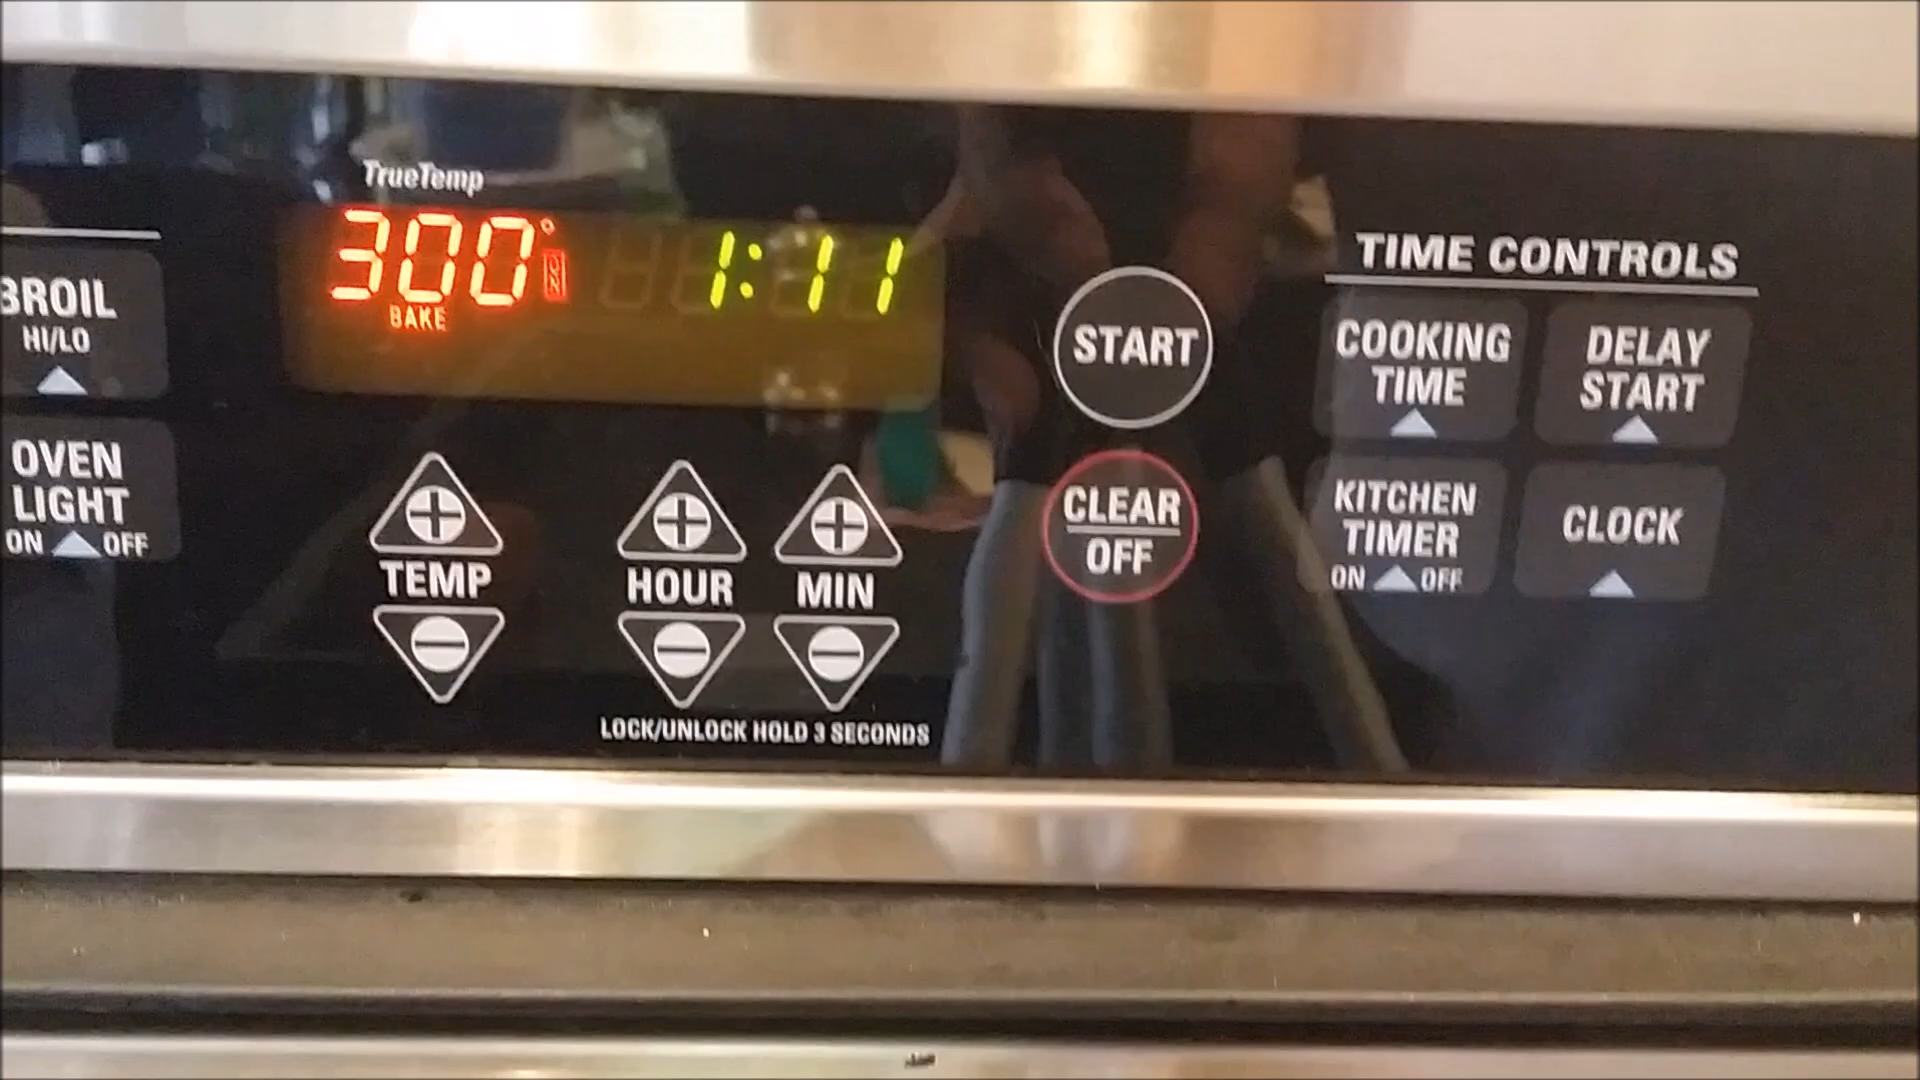 TrueTemp
300° ON 1:11
BAKE
BROIL
HI/LO
OVEN
LIGHT
ON OFF
TEMP
HOUR
MIN
LOCK/UNLOCK HOLD 3 SECONDS
START
CLEAR
OFF
TIME CONTROLS
COOKING
TIME
DELAY
START
KITCHEN
TIMER
ON OFF
CLOCK